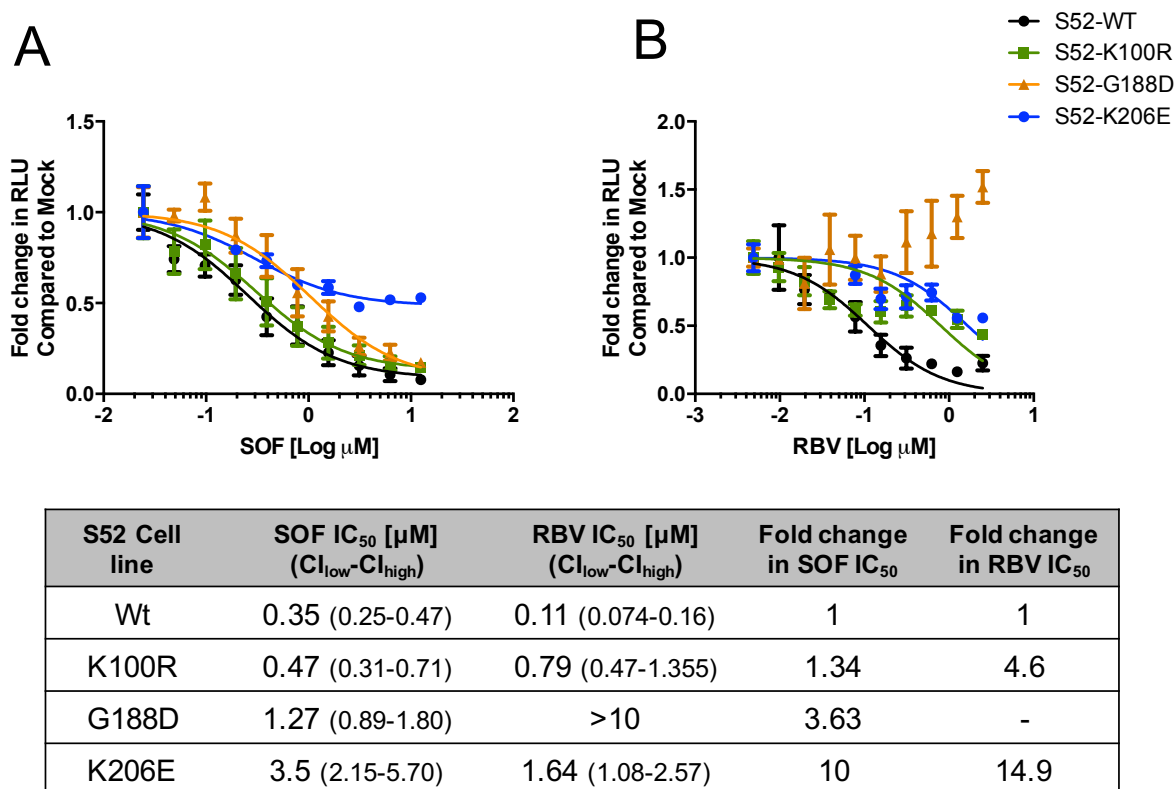 A
B
S52-WT
S52-K100R
S52-G188D
S52-K206E
Fold change in RLU
Compared to Mock
1.5
1.0
0.5
0.0
-2
-1
0
1
2
SOF [Log μM]
Fold change in RLU
Compared to Mock
2.0
1.5
1.0
0.5
0.0
-3
-2
-1
0
1
RBV [Log μM]
S52 Cell line SOF IC50 [µM] (CIlow-CIhigh) RBV IC50 [µM] (CIlow-CIhigh) Fold change in SOF IC50 Fold change in RBV IC50
Wt 0.35 (0.25-0.47) 0.11 (0.074-0.16) 1 1
K100R 0.47 (0.31-0.71) 0.79 (0.47-1.355) 1.34 4.6
G188D 1.27 (0.89-1.80) >10 3.63 -
K206E 3.5 (2.15-5.70) 1.64 (1.08-2.57) 10 14.9